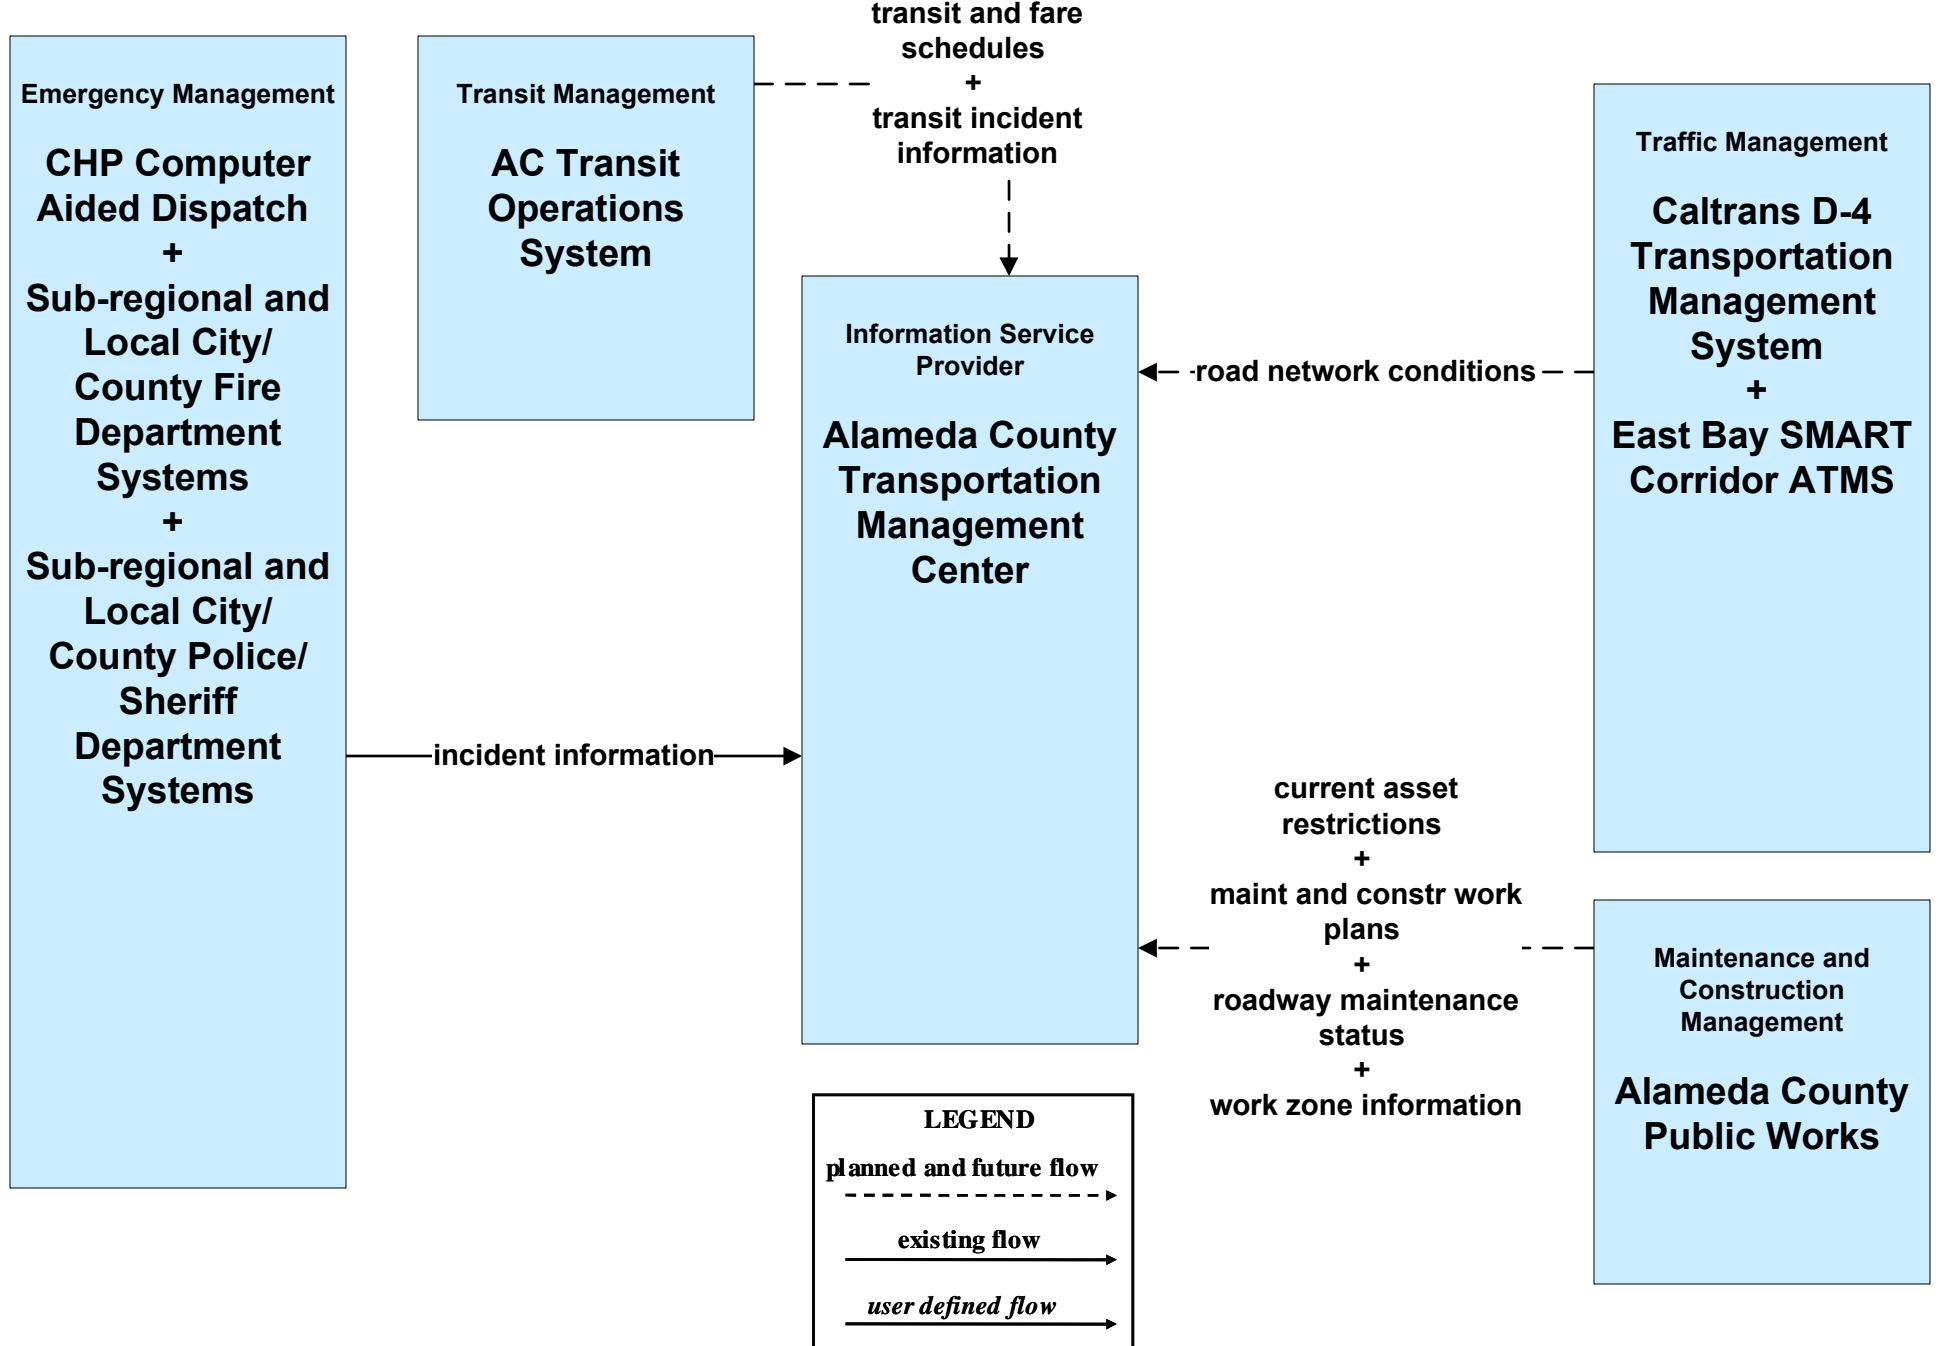 transit and fare
schedules
+
transit incident
information
Emergency Management
CHP Computer
Aided Dispatch
+
Sub-regional and
Local City/
County Fire
Department
Systems
+
Sub-regional and
Local City/
County Police/
Sheriff
Department
Systems
Transit Management
AC Transit
Operations
System
Information Service
Provider
Alameda County
Transportation
Management
Center
Traffic Management
Caltrans D-4
Transportation
Management
System
+
East Bay SMART
Corridor ATMS
road network conditions
incident information
current asset
restrictions
+
maint and constr work
plans
+
roadway maintenance
status
+
work zone information
Maintenance and
Construction
Management
Alameda County
Public Works
LEGEND
planned and future flow
existing flow
user defined flow